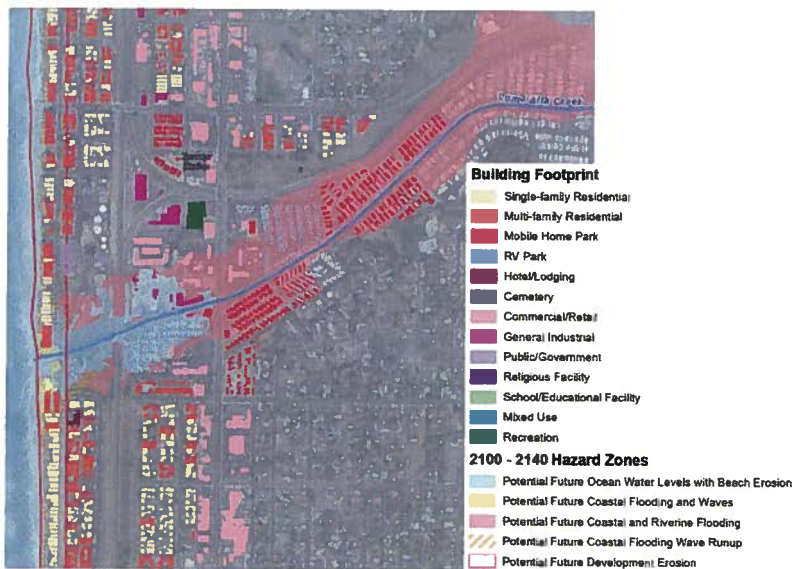 Loma Alta Creek
Building Footprint
Single-family Residential
Multi-family Residential
Mobile Home Park
RV Park
Hotel/Lodging
Cemetery
Commercial/Retail
General Industrial
Public/Government
Religious Facility
School/Educational Facility
Mixed Use
Recreation
2100 - 2140 Hazard Zones
Potential Future Ocean Water Levels with Beach Erosion
Potential Future Coastal Flooding and Waves
Potential Future Coastal and Riverine Flooding
Potential Future Coastal Flooding Wave Runup
Potential Future Development Erosion